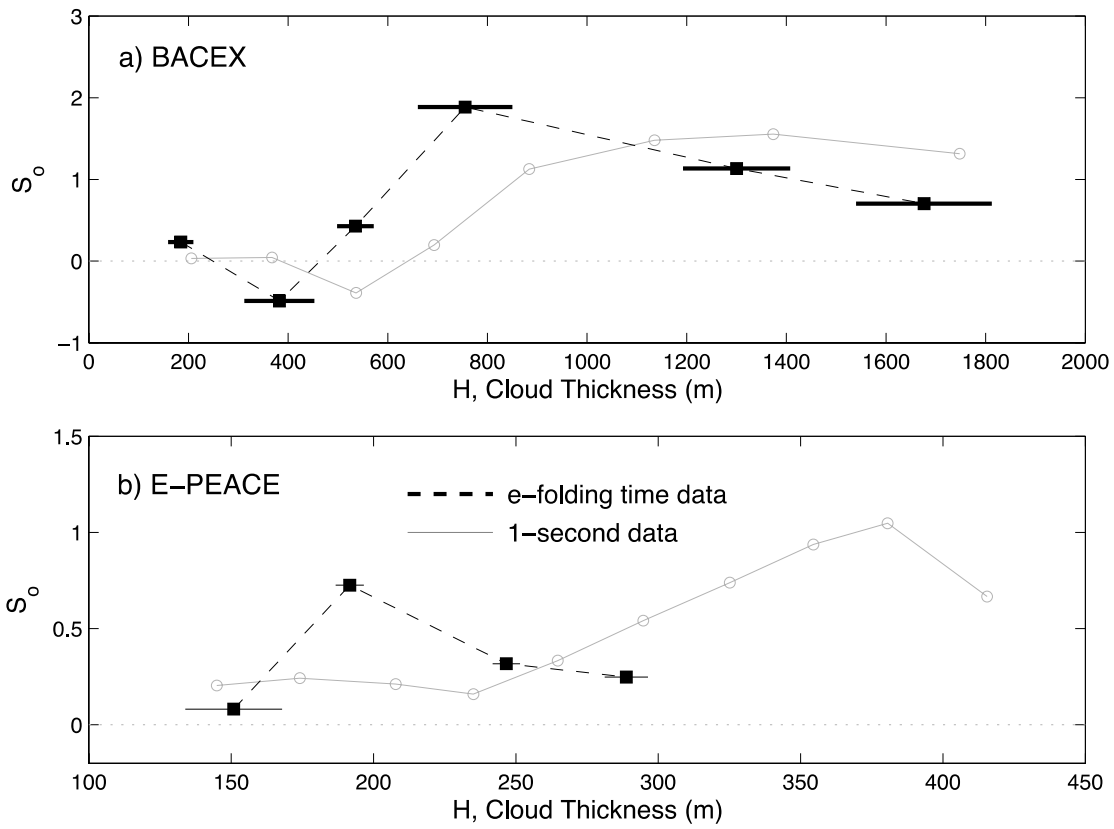 3
a) BACEX
2
1
S_o
0
−1
0 200 400 600 800 1000 1200 1400 1600 1800 2000
H, Cloud Thickness (m)
1.5
b) E−PEACE
e−folding time data
1−second data
1
S_o
0.5
0
100 150 200 250 300 350 400 450
H, Cloud Thickness (m)